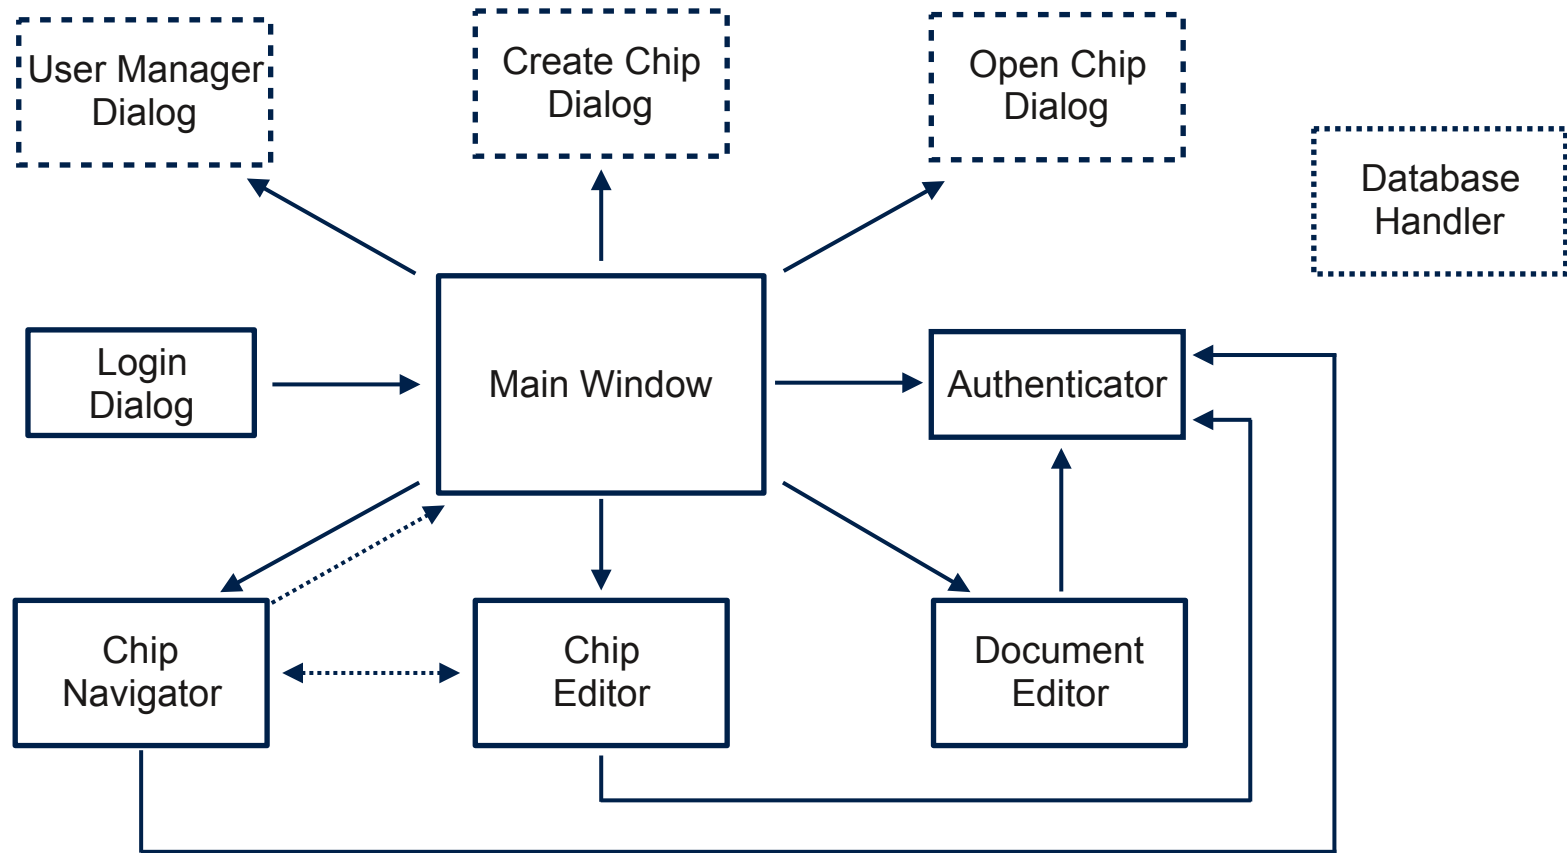 User Manager
Dialog
Create Chip
Dialog
Open Chip
Dialog
Database
Handler
Login
Dialog
Main Window
Authenticator
Chip
Navigator
Chip
Editor
Document
Editor